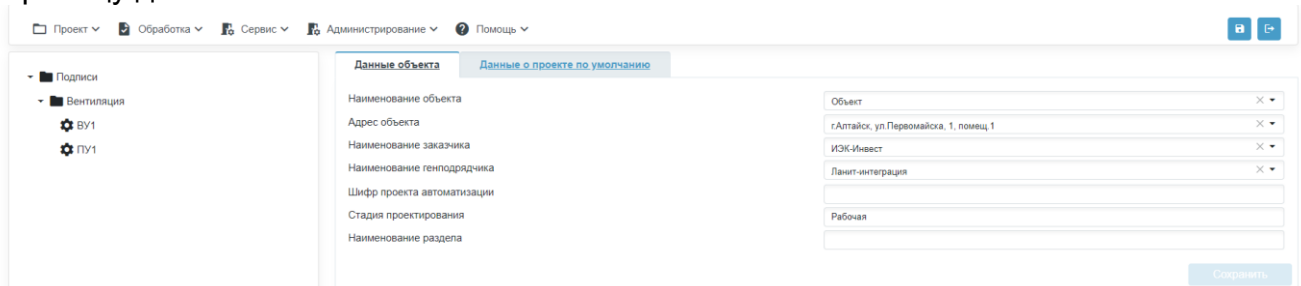 Проект Обработка Сервис Администрирование Помощь
Подписи
Вентиляция
ВУ1
ПУ1
Данные объекта Данные о проекте по умолчанию
Наименование объекта Объект
Адрес объекта г.Алтайск, ул.Первомайска, 1, помещ.1
Наименование заказчика ИЭК-Инвест
Наименование генподрядчика Ланит-интеграция
Шифр проекта автоматизации
Стадия проектирования Рабочая
Наименование раздела
Сохранить